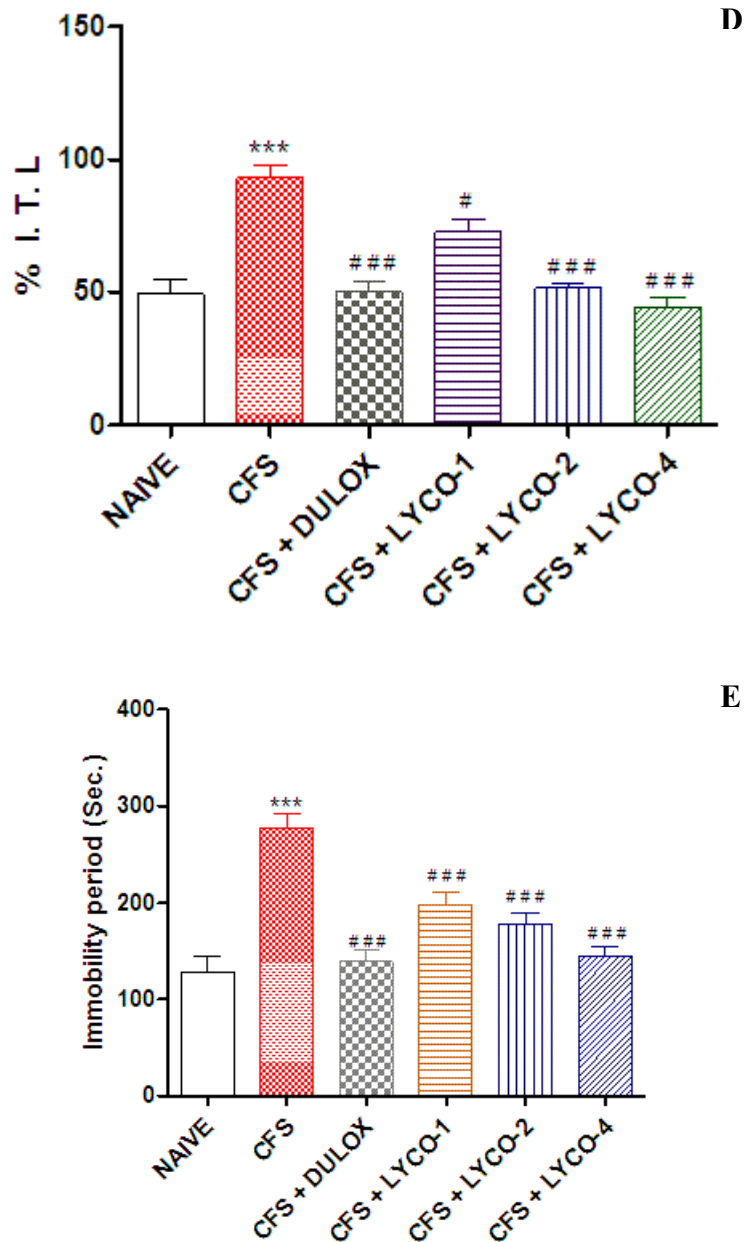 D
150
100
50
0
% I. T. L
***
# # #
#
# # #
# # #
NAIVE
CFS
CFS + DULOX
CFS + LYCO-1
CFS + LYCO-2
CFS + LYCO-4
E
400
300
200
100
0
Immobility period (Sec.)
***
# # #
# # #
# # #
# # #
NAIVE
CFS
CFS + DULOX
CFS + LYCO-1
CFS + LYCO-2
CFS + LYCO-4